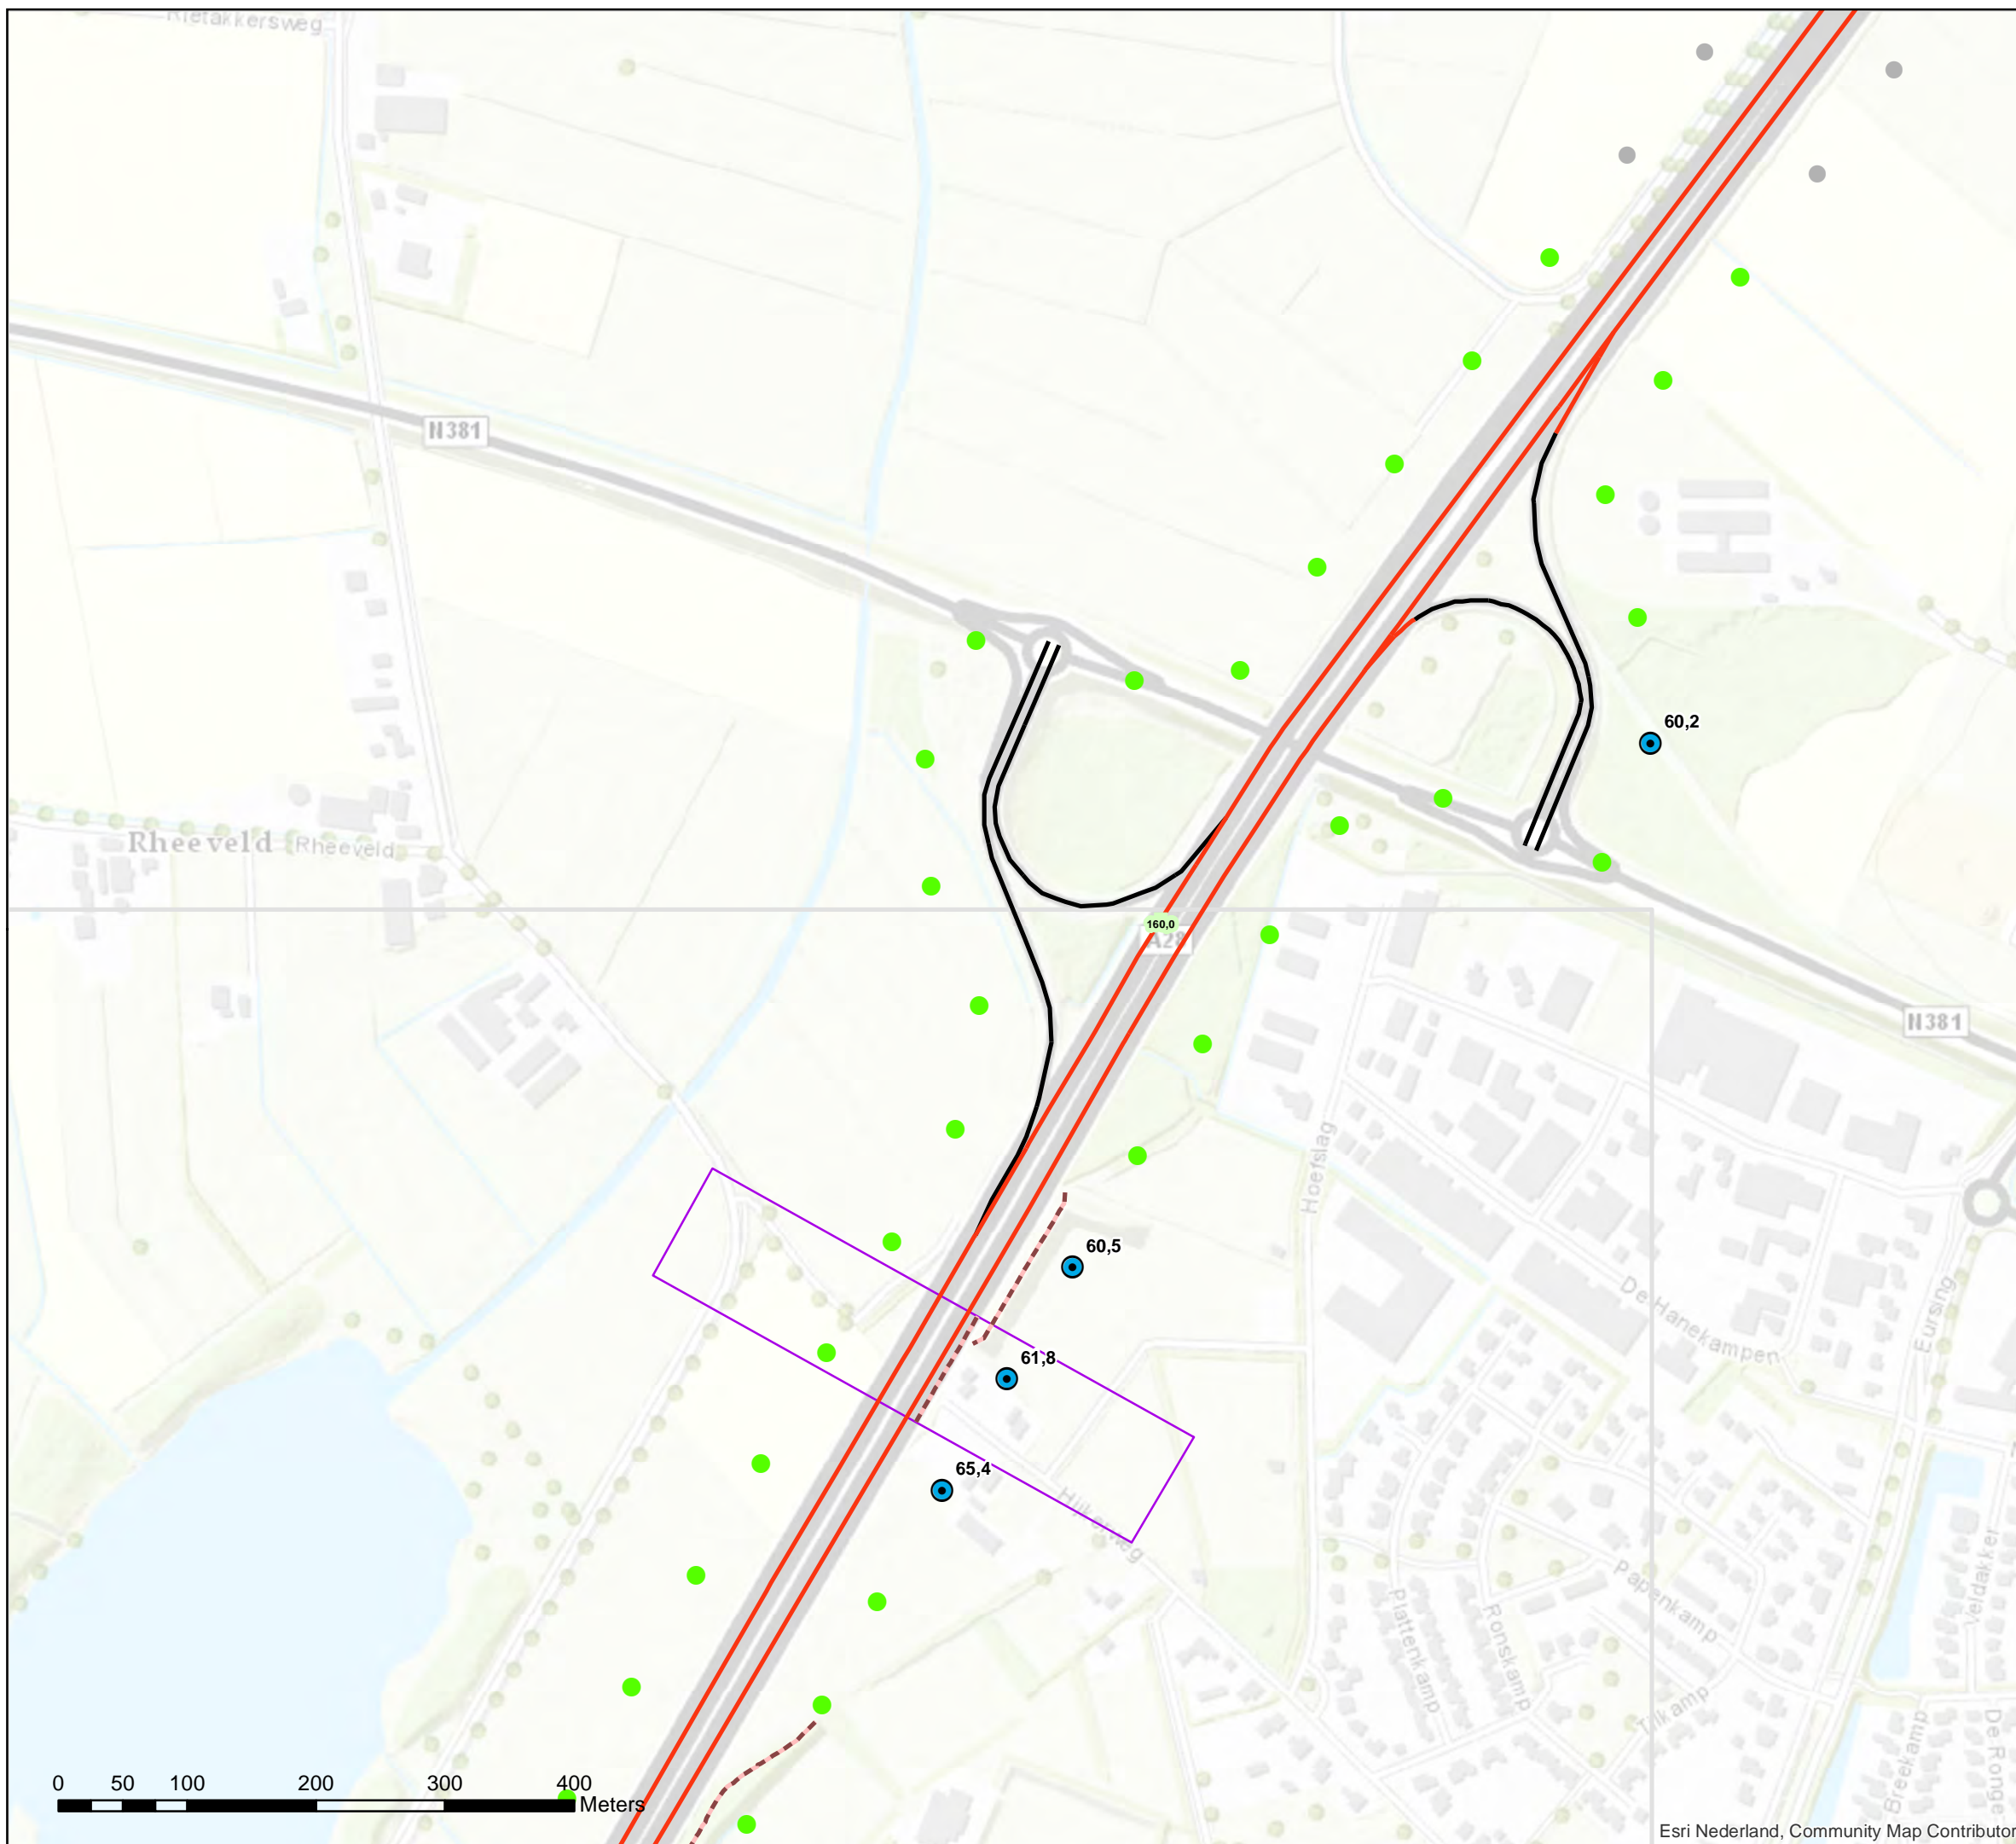 Rietakkersweg
N381
60,2
Rheeveld
Rheeveld
160,0
A28
N381
Hoefslag
60,5
De Hanekampen
Eursing
61,8
65,4
Hijkerweg
Plattenkamp
Ronskamp
Papenkamp
Tilkamp
Veldakker
Breekamp
De Ronge
0 50 100 200 300 400
Meters
Esri Nederland, Community Map Contributor